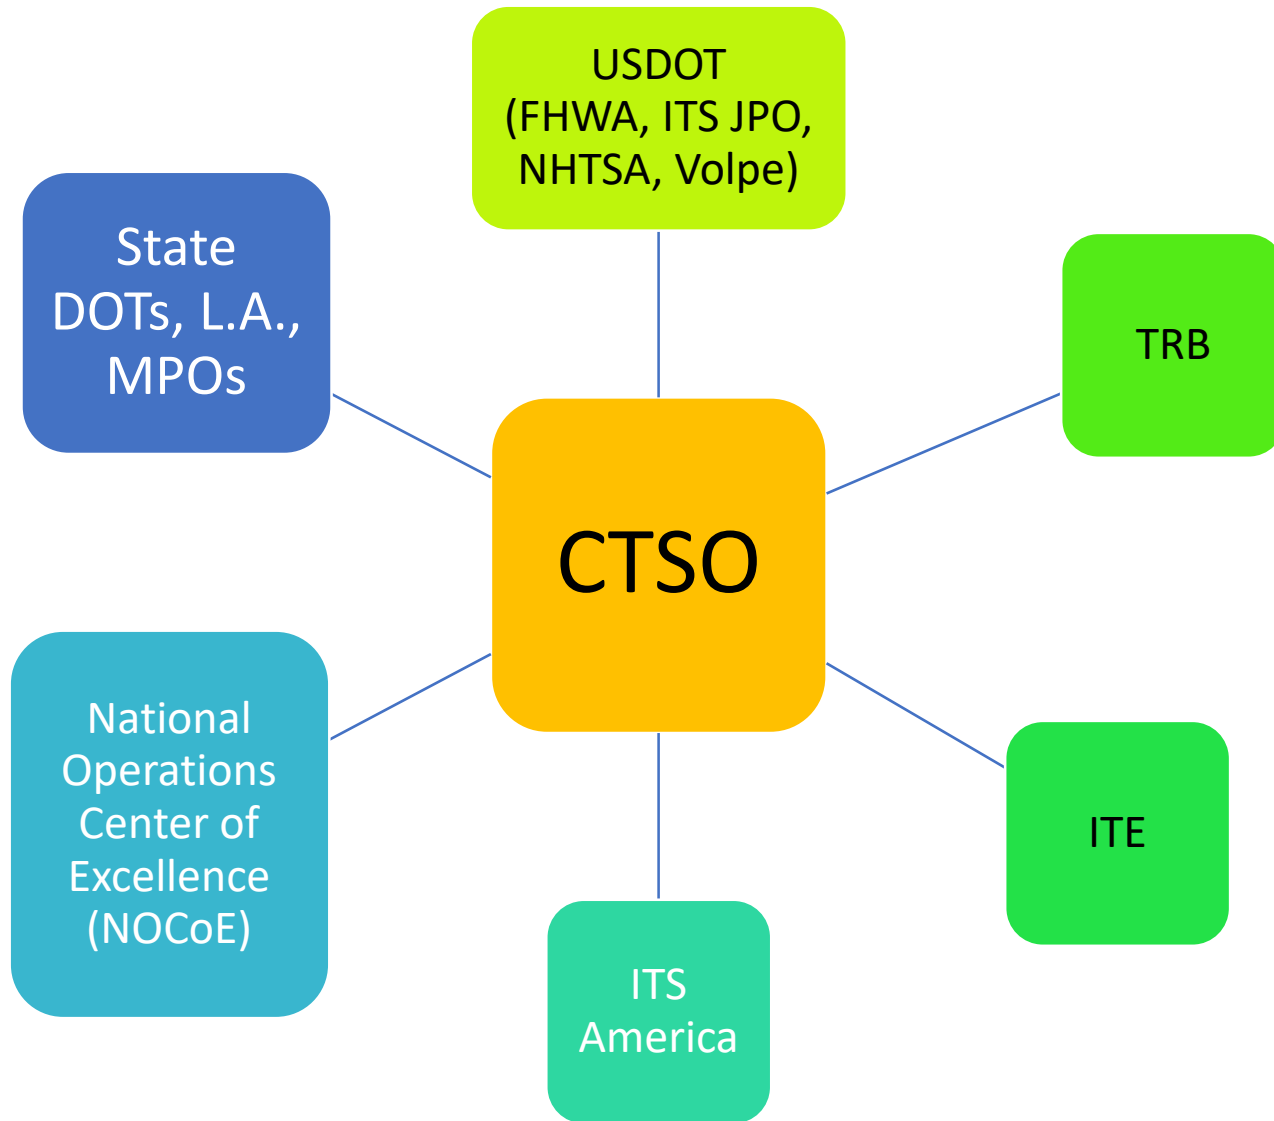 USDOT
(FHWA, ITS JPO,
NHTSA, Volpe)
State
DOTs, L.A.,
MPOs
TRB
CTSO
National
Operations
Center of
Excellence
(NOCoE)
ITE
ITS
America